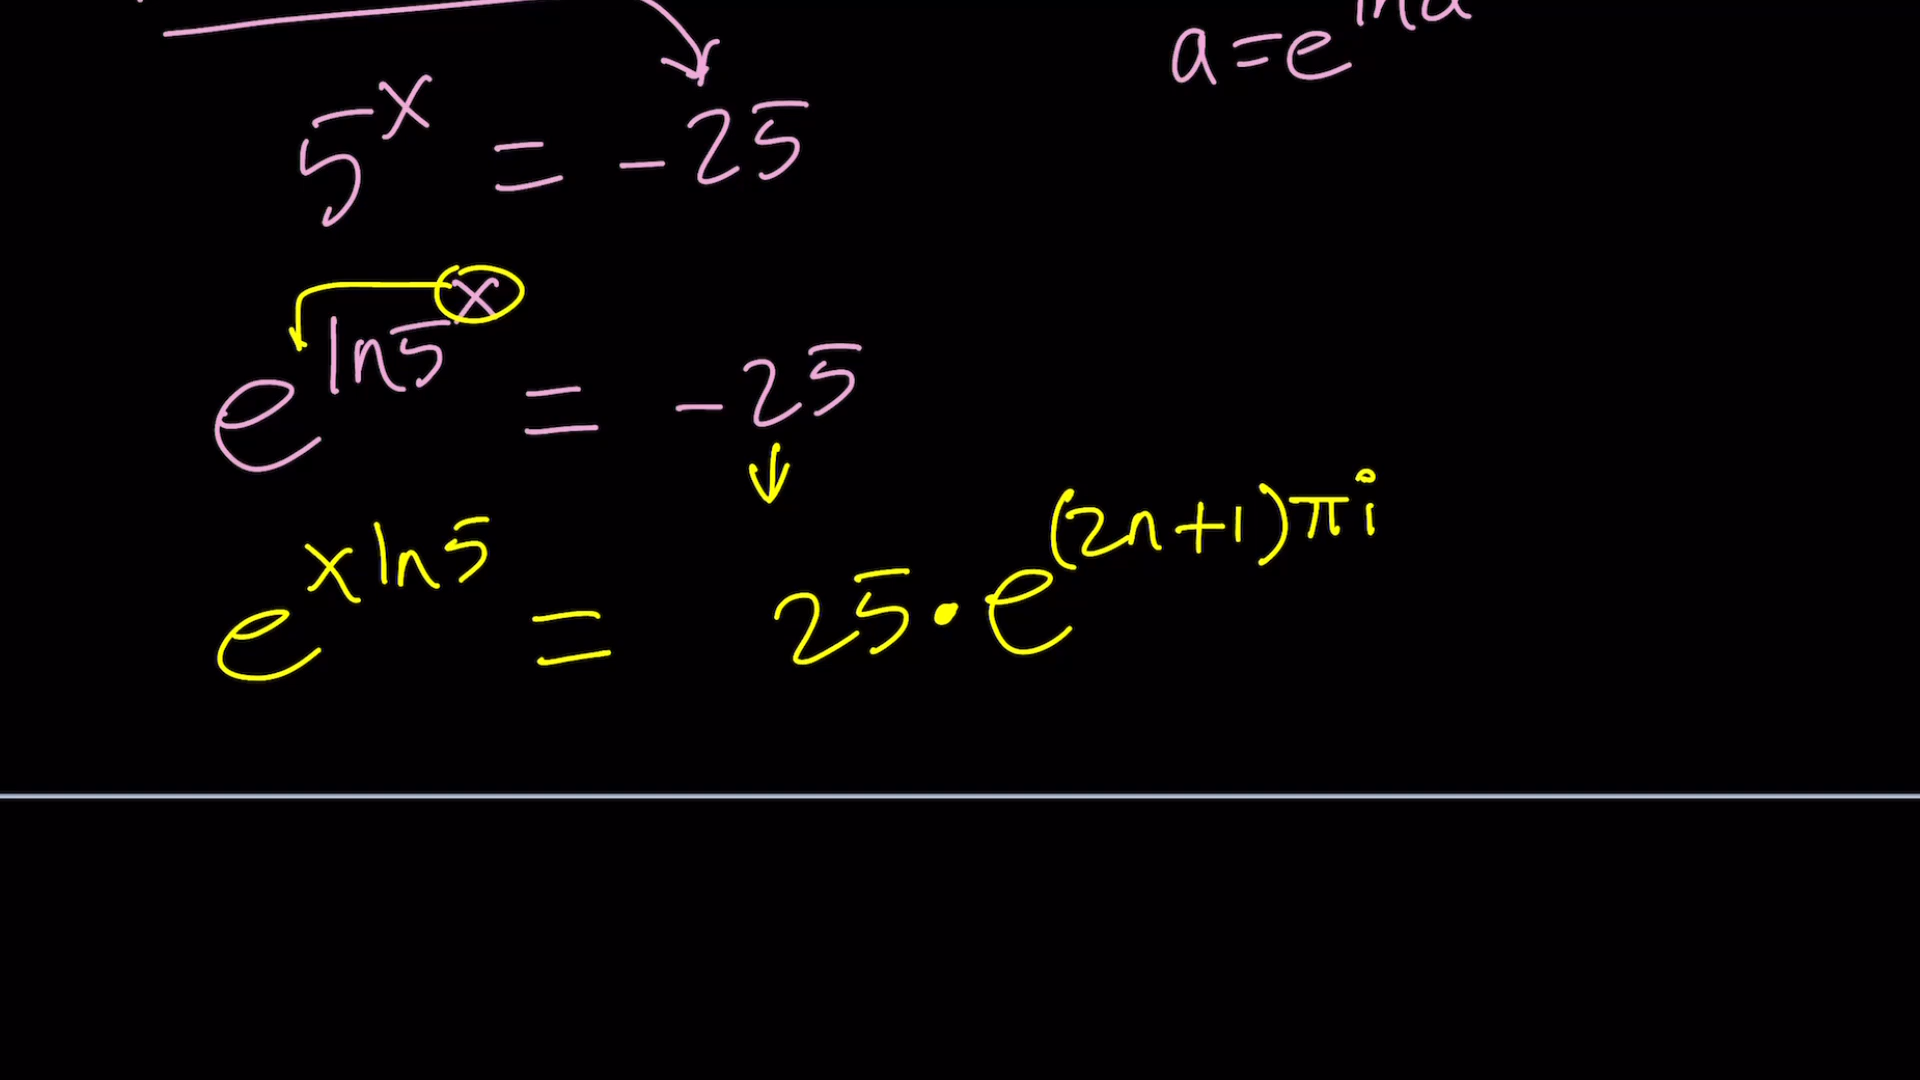 a=e^ln a
5^x = -25
e^ln5^x = -25
e^x ln5 = 25·e^(2n+1)πi